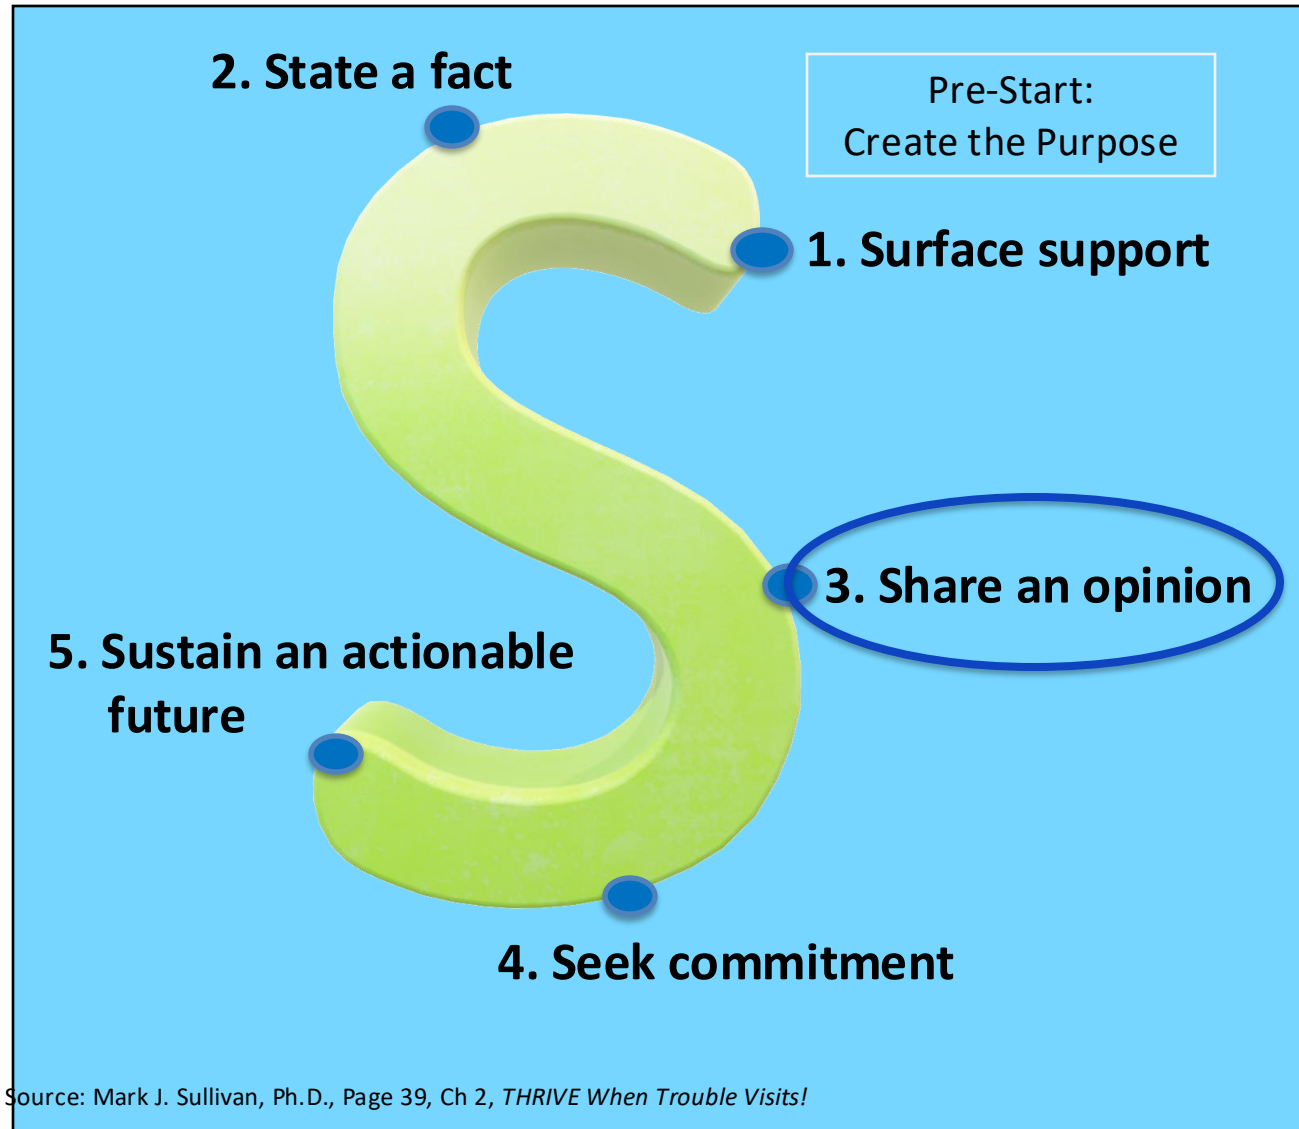 2. State a fact
Pre-Start:
Create the Purpose
1. Surface support
3. Share an opinion
5. Sustain an actionable
future
4. Seek commitment
Source: Mark J. Sullivan, Ph.D., Page 39, Ch 2, THRIVE When Trouble Visits!